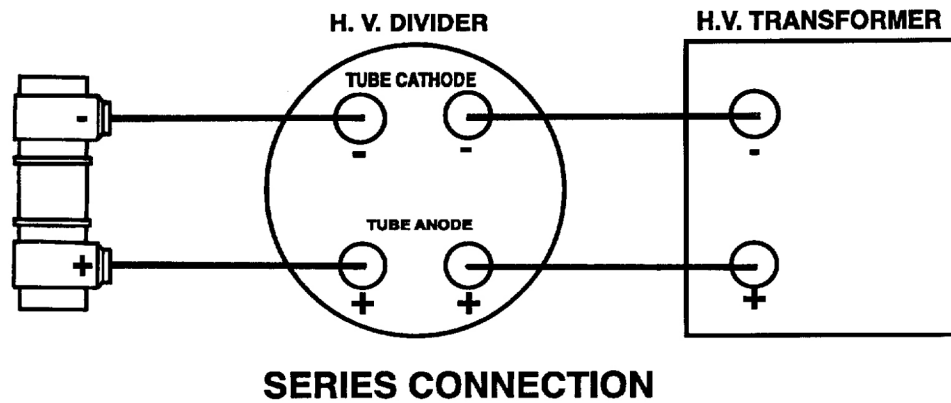 H. V. DIVIDER
H.V. TRANSFORMER
TUBE CATHODE
-
-
-
-
TUBE ANODE
+
+
+
+
SERIES CONNECTION